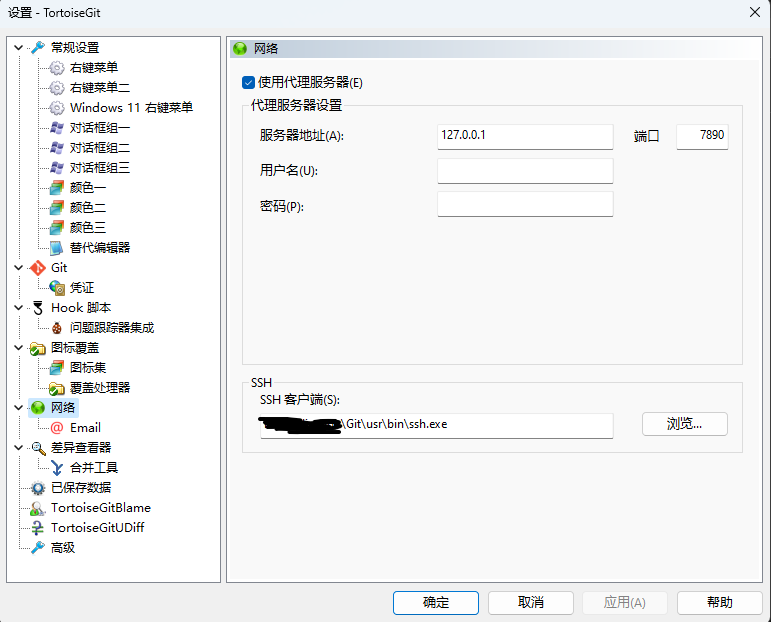 设置 - TortoiseGit
常规设置
右键菜单
右键菜单二
Windows 11 右键菜单
对话框组一
对话框组二
对话框组三
颜色一
颜色二
颜色三
替代编辑器
Git
凭证
Hook 脚本
问题跟踪器集成
图标覆盖
图标集
覆盖处理器
网络
Email
差异查看器
合并工具
已保存数据
TortoiseGitBlame
TortoiseGitUDiff
高级
网络
使用代理服务器(E)
代理服务器设置
服务器地址(A): 127.0.0.1 端口 7890
用户名(U):
密码(P):
SSH
SSH 客户端(S):
\Git\usr\bin\ssh.exe 浏览...
确定 取消 应用(A) 帮助